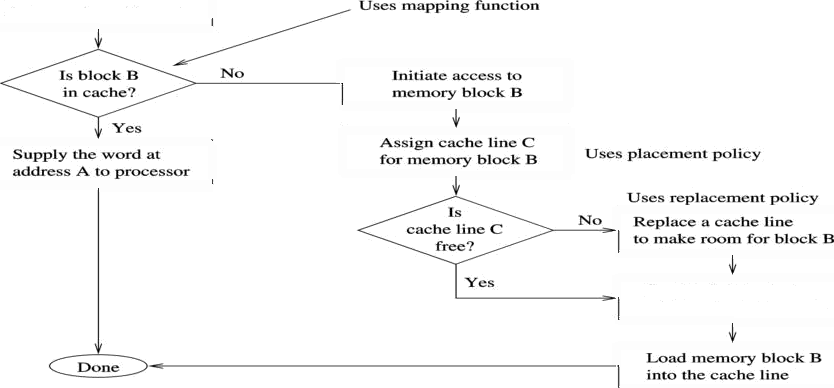 Uses mapping function
Is block B
in cache?
No
Yes
Supply the word at
address A to processor
Initiate access to
memory block B
Assign cache line C
for memory block B
Uses placement policy
Is
cache line C
free?
No
Yes
Uses replacement policy
Replace a cache line
to make room for block B
Load memory block B
into the cache line
Done